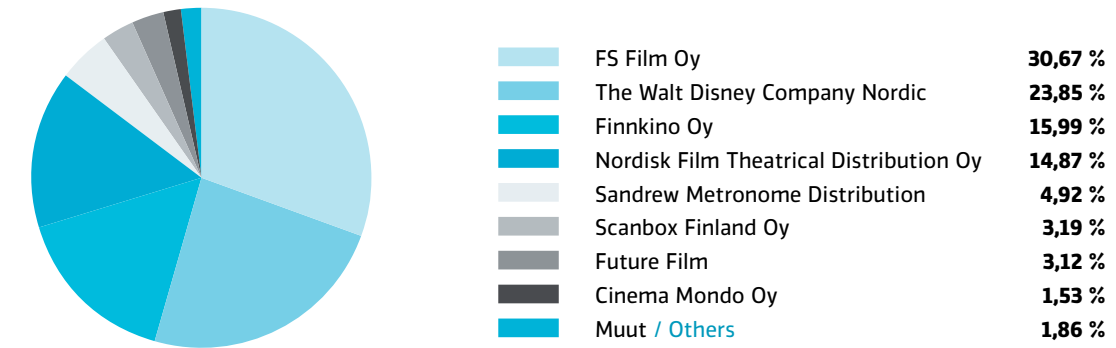 FS Film Oy 30,67 %
The Walt Disney Company Nordic 23,85 %
Finnkino Oy 15,99 %
Nordisk Film Theatrical Distribution Oy 14,87 %
Sandrew Metronome Distribution 4,92 %
Scanbox Finland Oy 3,19 %
Future Film 3,12 %
Cinema Mondo Oy 1,53 %
Muut / Others 1,86 %